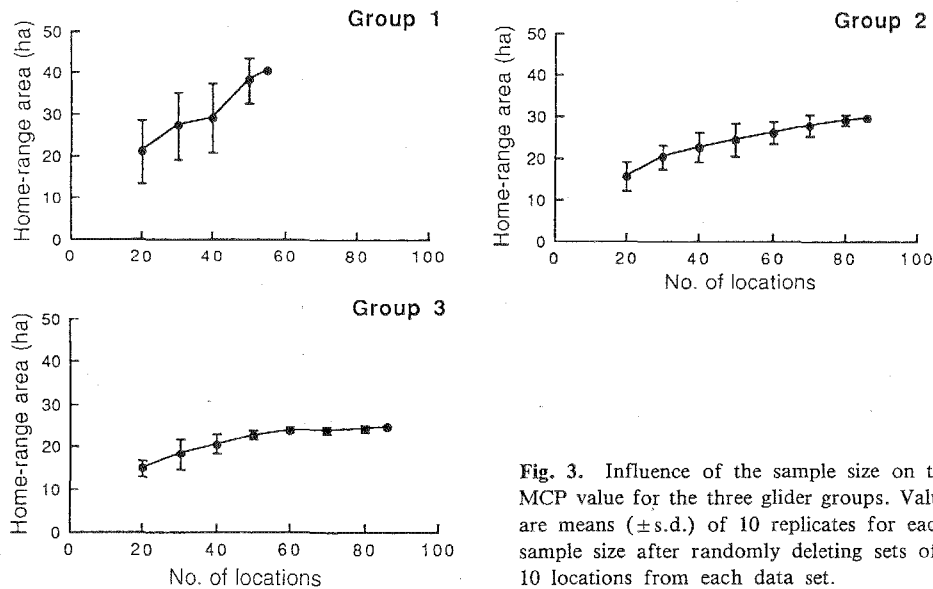 Group 1
Home-range area (ha)
50
40
30
20
10
0
0 20 40 60 80 100
Group 2
Home-range area (ha)
50
40
30
20
10
0
0 20 40 60 80 100
No. of locations
Group 3
Home-range area (ha)
50
40
30
20
10
0
0 20 40 60 80 100
No. of locations
Fig. 3. Influence of the sample size on t
MCP value for the three glider groups. Valu
are means (±s.d.) of 10 replicates for eac
sample size after randomly deleting sets of
10 locations from each data set.